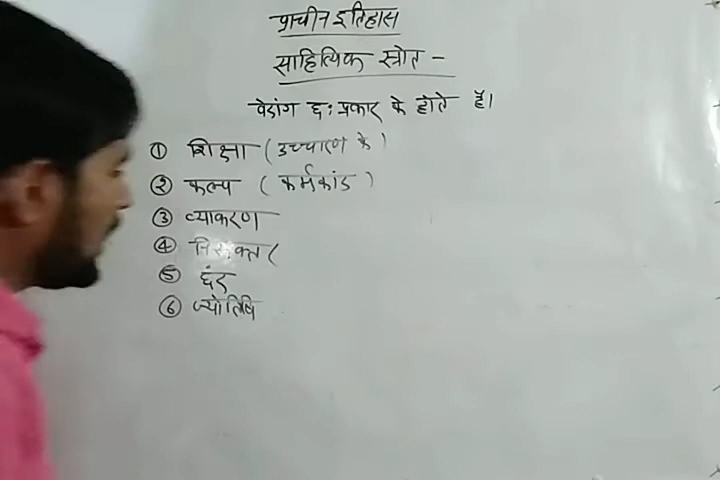 प्राचीन इतिहास
साहित्यिक स्त्रोत -
वेदांग छः प्रकार के होते हैं।
① शिक्षा ( उच्चारण के )
② कल्प ( कर्मकांड )
③ व्याकरण
④ निरूक्त (
⑤ छंद
⑥ ज्योतिषि